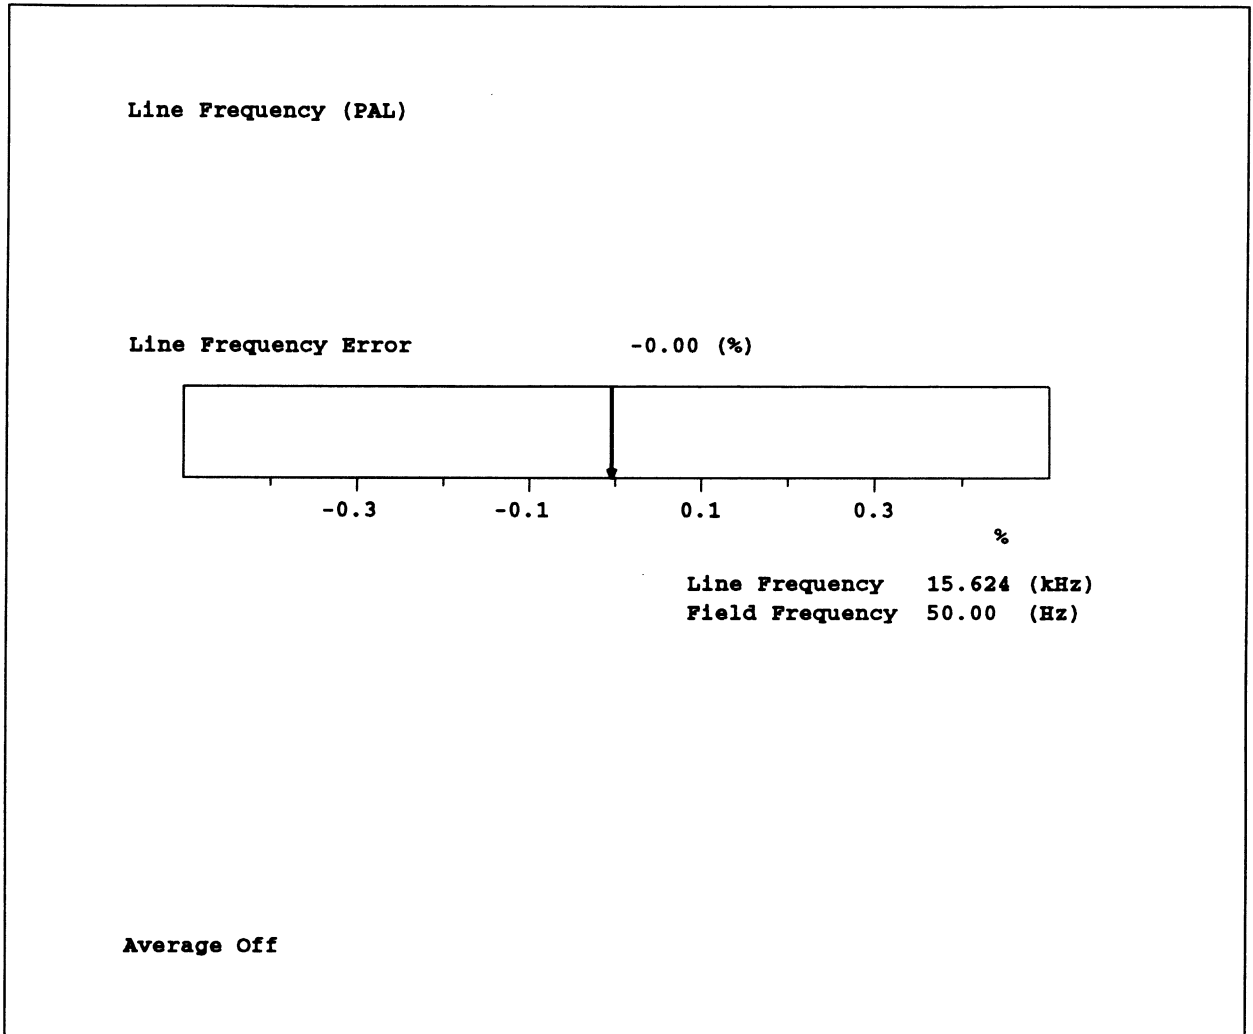 Line Frequency (PAL)
Line Frequency Error -0.00 (%)
-0.3 -0.1 0.1 0.3
%
Line Frequency 15.624 (kHz)
Field Frequency 50.00 (Hz)
Average Off